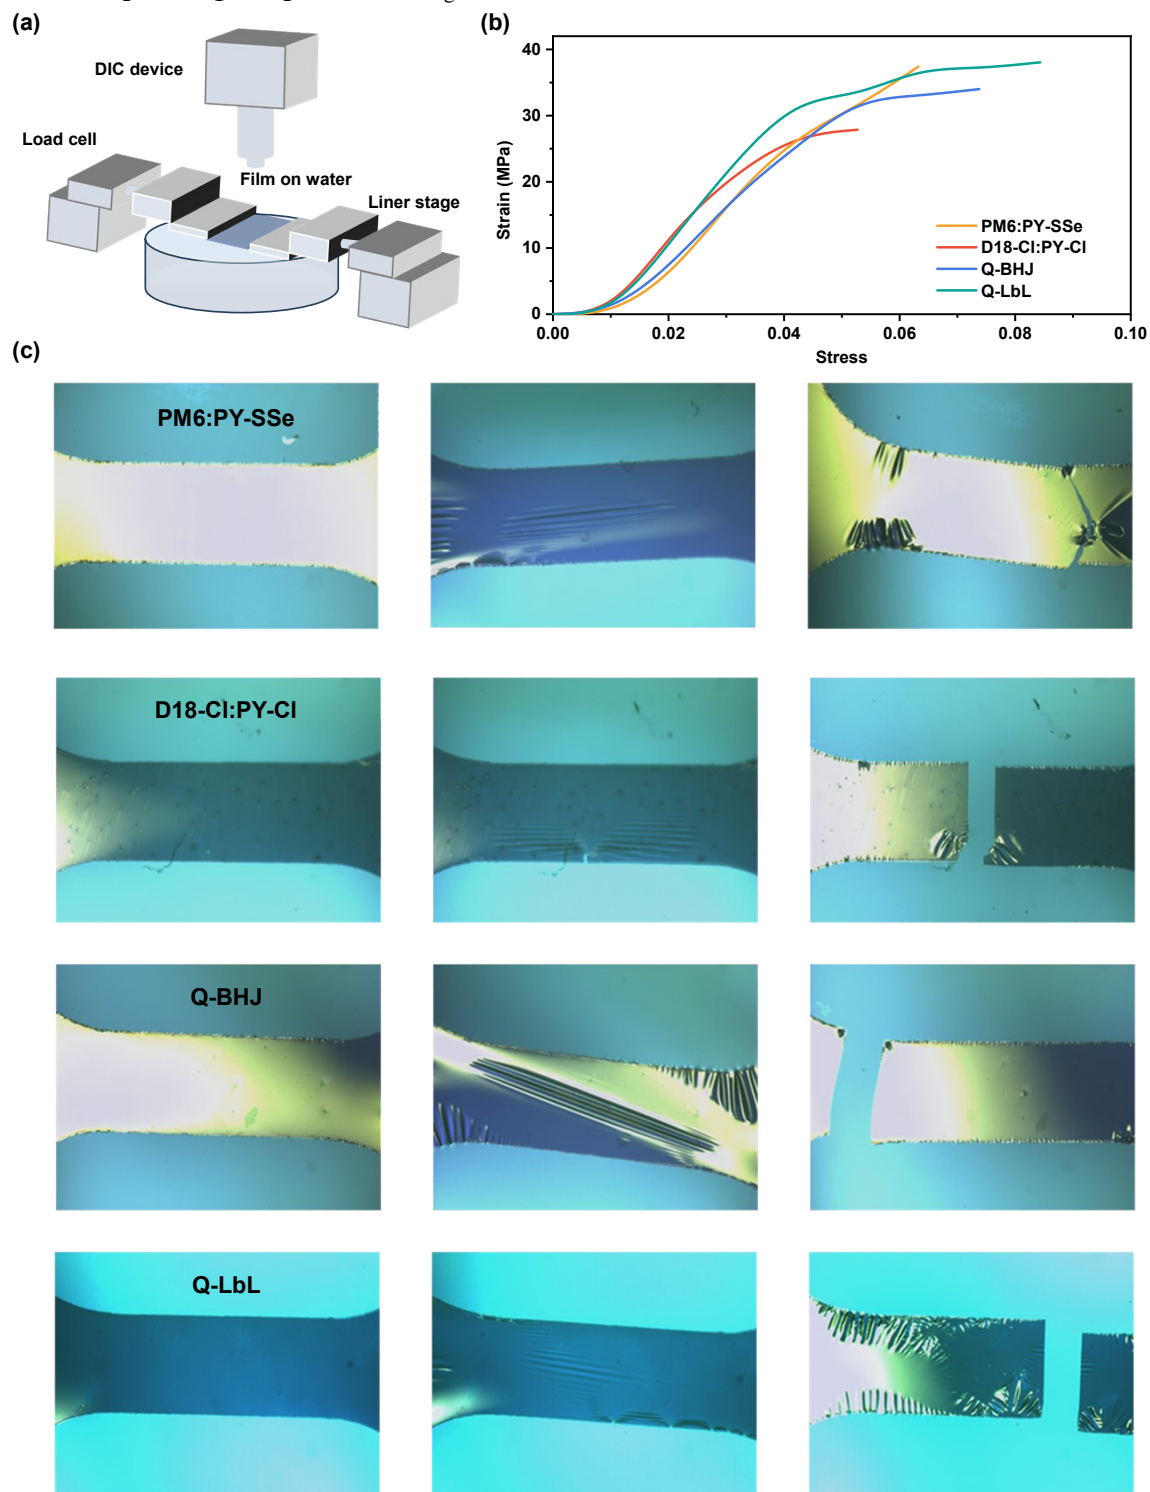 (a)
DIC device
Load cell
Film on water
Liner stage
(b)
40
30
20
10
0
Strain (MPa)
PM6:PY-SSe
D18-Cl:PY-Cl
Q-BHJ
Q-LbL
0.00 0.02 0.04 0.06 0.08 0.10
Stress
(c)
PM6:PY-SSe
D18-Cl:PY-Cl
Q-BHJ
Q-LbL